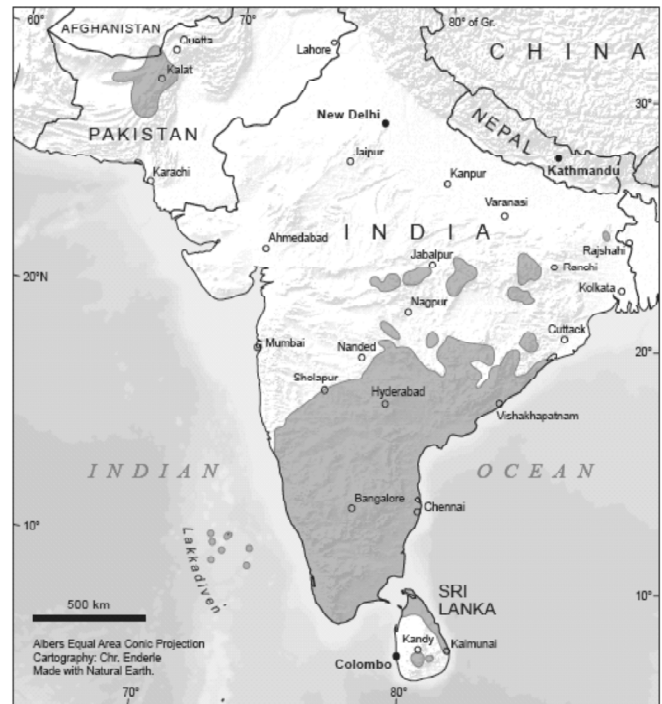 60°
70°
80° of Gr.
AFGHANISTAN
Quetta
Lahore
C H I N A
Kalat
30°
New Delhi
NEPAL
PAKISTAN
Jaipur
Kathmandu
Karachi
Kanpur
Varanasi
I N D I A
Ahmedabad
Rajshahi
Jabalpur
Ranchi
20°N
Kolkata
Nagpur
Cuttack
Mumbai
Nanded
20°
Sholapur
Hyderabad
Vishakhapatnam
INDIAN
OCEAN
Bangalore
Chennai
10°
Lakkadiven
SRI
LANKA
10°
500 km
Kandy
Kalmunai
Albers Equal Area Conic Projection
Cartography: Chr. Enderle
Made with Natural Earth.
Colombo
70°
80°